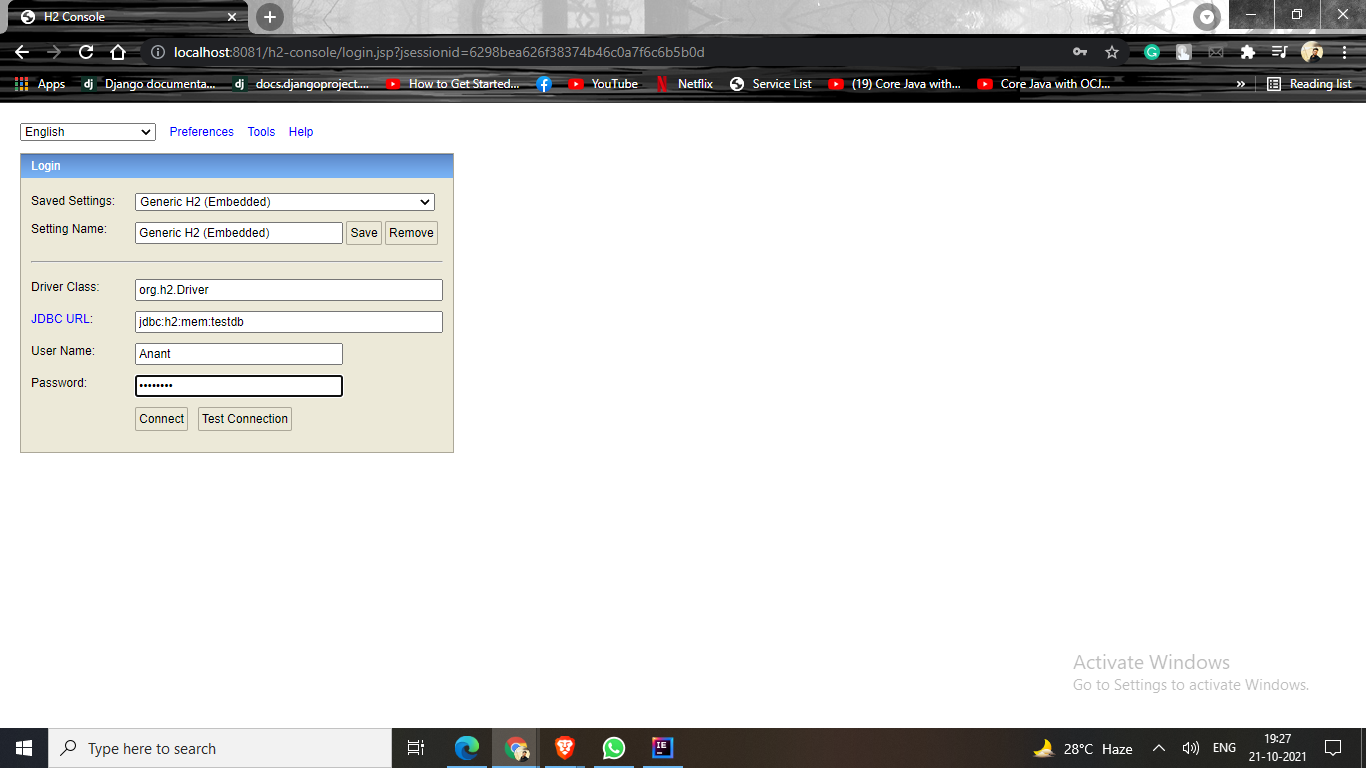 H2 Console
localhost:8081/h2-console/login.jsp?jsessionid=6298bea626f38374b46c0a7f6c6b5b0d
Apps dj Django documenta... dj docs.djangoproject.... How to Get Started... YouTube Netflix Service List (19) Core Java with... Core Java with OCJ... » Reading list
English Preferences Tools Help
Login
Saved Settings: Generic H2 (Embedded)
Setting Name: Generic H2 (Embedded) Save Remove
Driver Class: org.h2.Driver
JDBC URL: jdbc:h2:mem:testdb
User Name: Anant
Password: ••••••••
Connect Test Connection
Activate Windows
Go to Settings to activate Windows.
Type here to search
IE
28°C Haze
ENG
19:27
21-10-2021